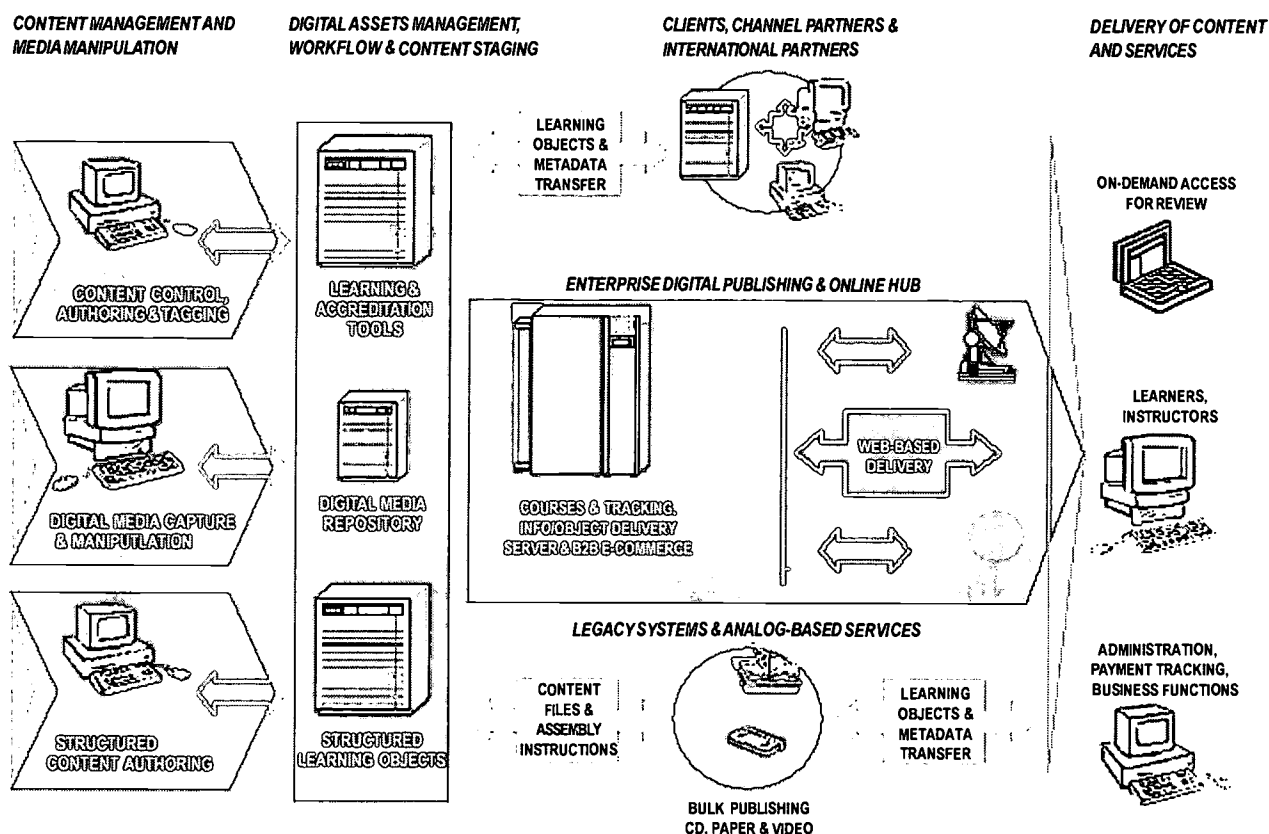 CONTENT MANAGEMENT AND
MEDIA MANIPULATION
DIGITAL ASSETS MANAGEMENT,
WORKFLOW & CONTENT STAGING
CLIENTS, CHANNEL PARTNERS &
INTERNATIONAL PARTNERS
DELIVERY OF CONTENT
AND SERVICES
LEARNING
OBJECTS &
METADATA
TRANSFER
CONTENT CONTROL,
AUTHORING & TAGGING
LEARNING &
ACCREDITATION
TOOLS
ON-DEMAND ACCESS
FOR REVIEW
ENTERPRISE DIGITAL PUBLISHING & ONLINE HUB
DIGITAL MEDIA CAPTURE
& MANIPUTLATION
DIGITAL MEDIA
REPOSITORY
COURSES & TRACKING,
INFO/OBJECT DELIVERY
SERVER & B2B E-COMMERCE
WEB-BASED
DELIVERY
LEARNERS,
INSTRUCTORS
LEGACY SYSTEMS & ANALOG-BASED SERVICES
STRUCTURED
CONTENT AUTHORING
STRUCTURED
LEARNING OBJECTS
CONTENT
FILES &
ASSEMBLY
INSTRUCTIONS
BULK PUBLISHING
CD, PAPER & VIDEO
LEARNING
OBJECTS &
METADATA
TRANSFER
ADMINISTRATION,
PAYMENT TRACKING,
BUSINESS FUNCTIONS